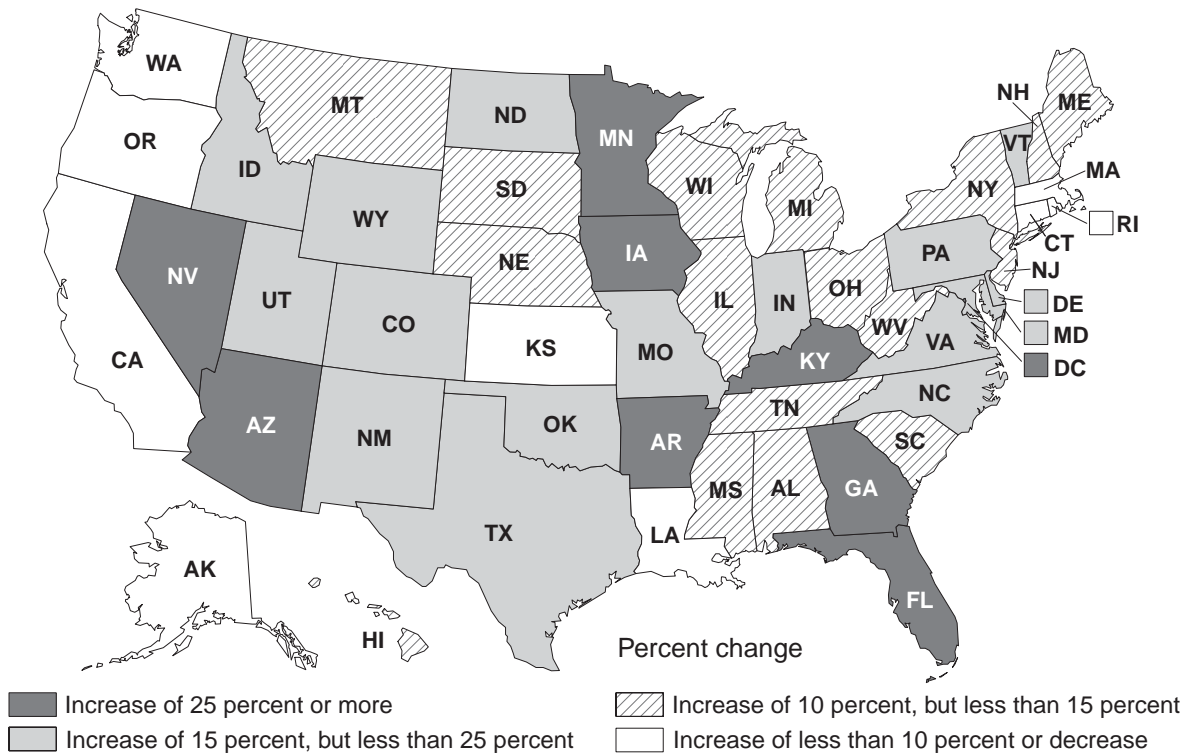 WA
MT
ND
MN
NH
ME
VT
OR
ID
SD
WI
MI
NY
MA
WY
RI
CT
NV
NE
IA
PA
NJ
UT
CO
IL
IN
OH
DE
WV
MD
CA
KS
MO
VA
KY
DC
AZ
NM
OK
AR
TN
NC
SC
MS
AL
GA
TX
LA
AK
FL
HI
Percent change
Increase of 25 percent or more
Increase of 10 percent, but less than 15 percent
Increase of 15 percent, but less than 25 percent
Increase of less than 10 percent or decrease